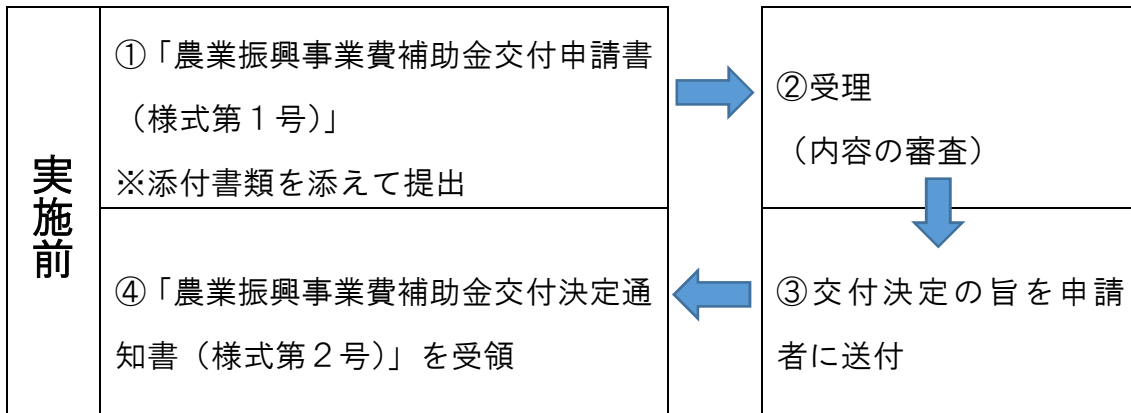 実施前
①「農業振興事業費補助金交付申請書
（様式第１号）」
※添付書類を添えて提出
②受理
（内容の審査）
③交付決定の旨を申請
者に送付
④「農業振興事業費補助金交付決定通
知書（様式第２号）」を受領